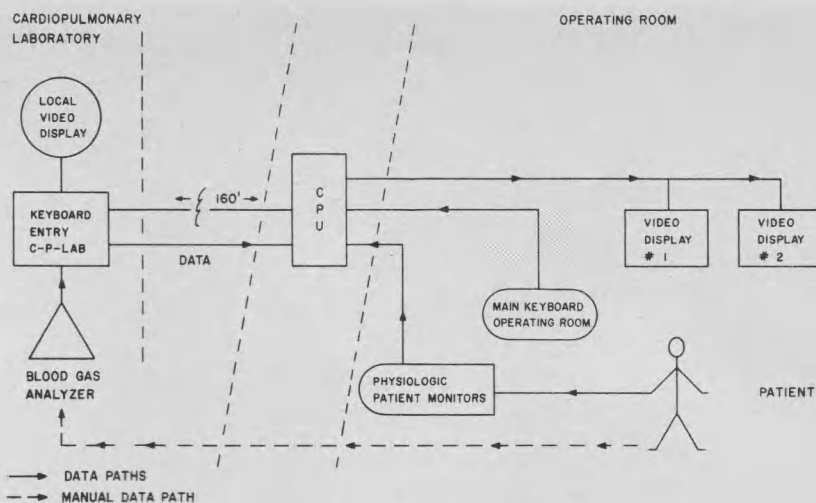 CARDIOPULMONARY
LABORATORY
OPERATING ROOM
LOCAL
VIDEO
DISPLAY
KEYBOARD
ENTRY
C-P-LAB
160'
DATA
C
P
U
VIDEO
DISPLAY
# 1
VIDEO
DISPLAY
# 2
MAIN KEYBOARD
OPERATING ROOM
BLOOD GAS
ANALYZER
PHYSIOLOGIC
PATIENT MONITORS
PATIENT
DATA PATHS
MANUAL DATA PATH